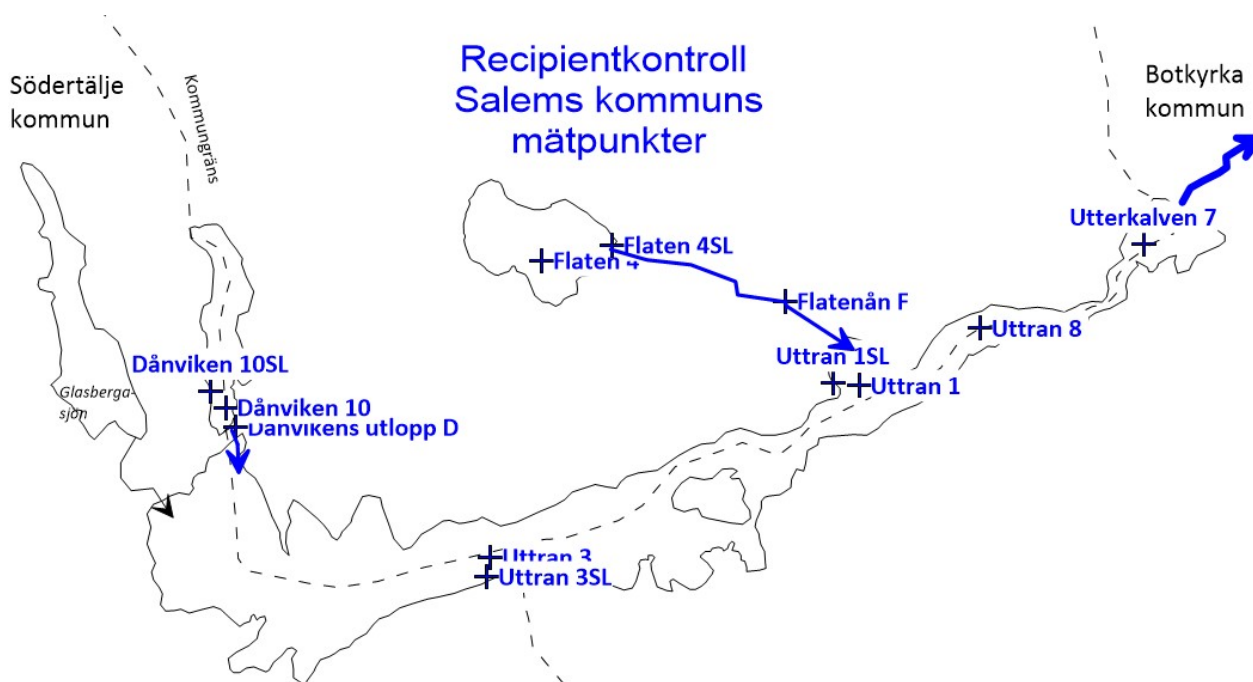 Recipientkontroll
Salems kommuns
mätpunkter
Södertälje
kommun
Kommungräns
Botkyrka
kommun
Utterkalven 7
Flaten 4SL
Flaten 4
Flatenån F
Uttran 8
Uttran 1SL
Uttran 1
Dånviken 10SL
Glasberga-
sjön
Dånviken 10
Dånvikens utlopp D
Uttran 3
Uttran 3SL